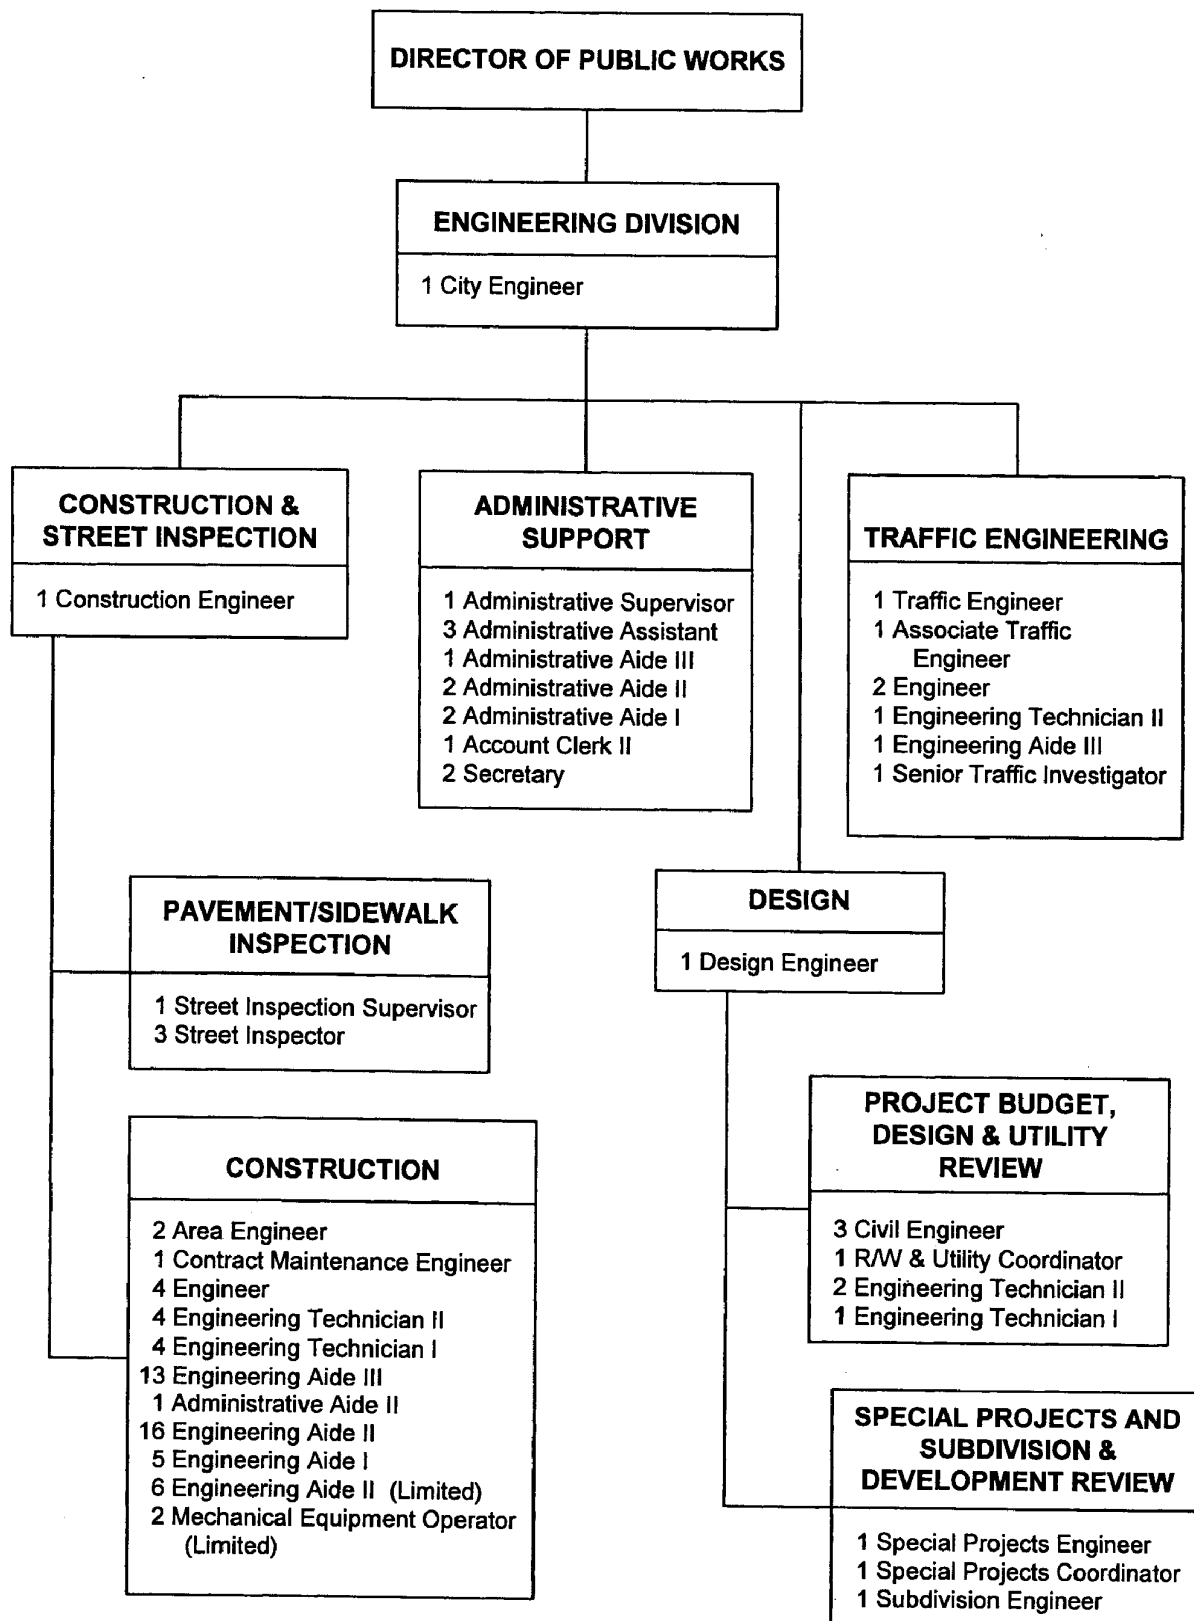 DIRECTOR OF PUBLIC WORKS
ENGINEERING DIVISION
1 City Engineer
CONSTRUCTION &
STREET INSPECTION
1 Construction Engineer
ADMINISTRATIVE
SUPPORT
1 Administrative Supervisor
3 Administrative Assistant
1 Administrative Aide III
2 Administrative Aide II
2 Administrative Aide I
1 Account Clerk II
2 Secretary
TRAFFIC ENGINEERING
1 Traffic Engineer
1 Associate Traffic
Engineer
2 Engineer
1 Engineering Technician II
1 Engineering Aide III
1 Senior Traffic Investigator
PAVEMENT/SIDEWALK
INSPECTION
1 Street Inspection Supervisor
3 Street Inspector
CONSTRUCTION
2 Area Engineer
1 Contract Maintenance Engineer
4 Engineer
4 Engineering Technician II
4 Engineering Technician I
13 Engineering Aide III
1 Administrative Aide II
16 Engineering Aide II
5 Engineering Aide I
6 Engineering Aide II (Limited)
2 Mechanical Equipment Operator
(Limited)
DESIGN
1 Design Engineer
PROJECT BUDGET,
DESIGN & UTILITY
REVIEW
3 Civil Engineer
1 R/W & Utility Coordinator
2 Engineering Technician II
1 Engineering Technician I
SPECIAL PROJECTS AND
SUBDIVISION &
DEVELOPMENT REVIEW
1 Special Projects Engineer
1 Special Projects Coordinator
1 Subdivision Engineer